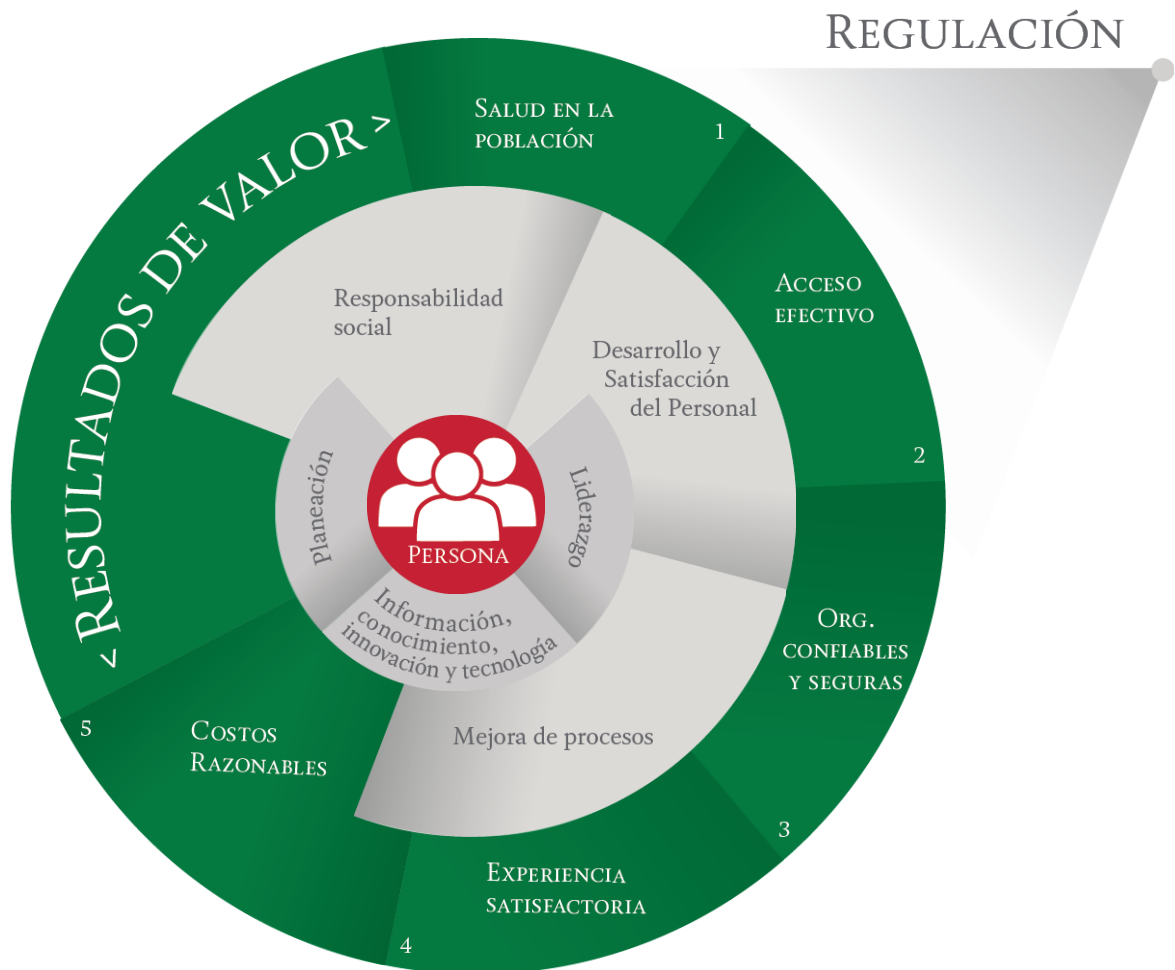 REGULACIÓN
< RESULTADOS DE VALOR >
SALUD EN LA
POBLACIÓN
1
ACCESO
EFECTIVO
2
ORG.
CONFIABLES
Y SEGURAS
3
EXPERIENCIA
SATISFACTORIA
4
COSTOS
RAZONABLES
5
Responsabilidad
social
Desarrollo y
Satisfacción
del Personal
Mejora de procesos
Planeación
Liderazgo
Información,
conocimiento,
innovación y tecnología
PERSONA